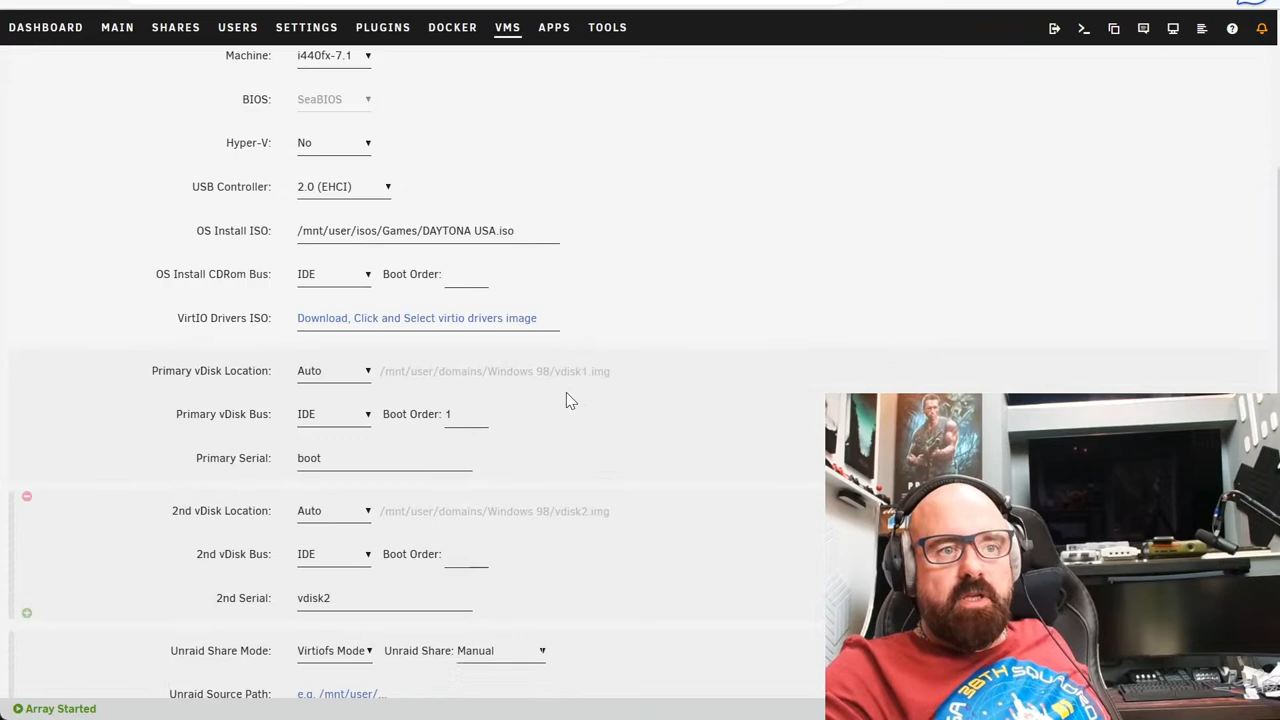 DASHBOARD MAIN SHARES USERS SETTINGS PLUGINS DOCKER VMS APPS TOOLS
Machine: i440fx-7.1
BIOS: SeaBIOS
Hyper-V: No
USB Controller: 2.0 (EHCI)
OS Install ISO: /mnt/user/isos/Games/DAYTONA USA.iso
OS Install CDRom Bus: IDE Boot Order:
VirtIO Drivers ISO: Download, Click and Select virtio drivers image
Primary vDisk Location: Auto /mnt/user/domains/Windows 98/vdisk1.img
Primary vDisk Bus: IDE Boot Order: 1
Primary Serial: boot
2nd vDisk Location: Auto /mnt/user/domains/Windows 98/vdisk2.img
2nd vDisk Bus: IDE Boot Order:
2nd Serial: vdisk2
Unraid Share Mode: Virtiofs Mode Unraid Share: Manual
Unraid Source Path: e.g. /mnt/user/...
Array Started
38TH SQUADRO